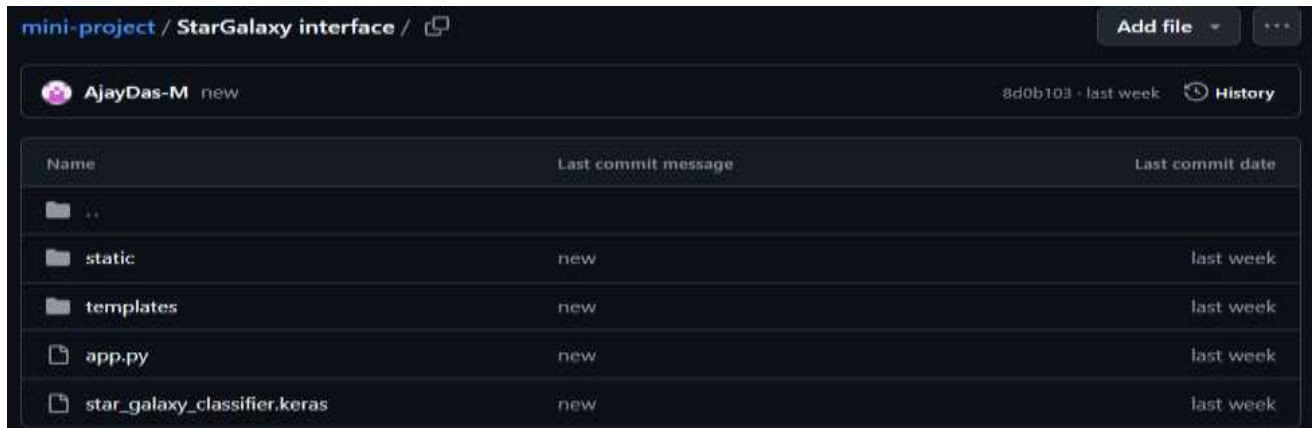 mini-project / StarGalaxy interface /
Add file
AjayDas-M new
8d0b103 · last week History
Name Last commit message Last commit date
..
static new last week
templates new last week
app.py new last week
star_galaxy_classifier.keras new last week